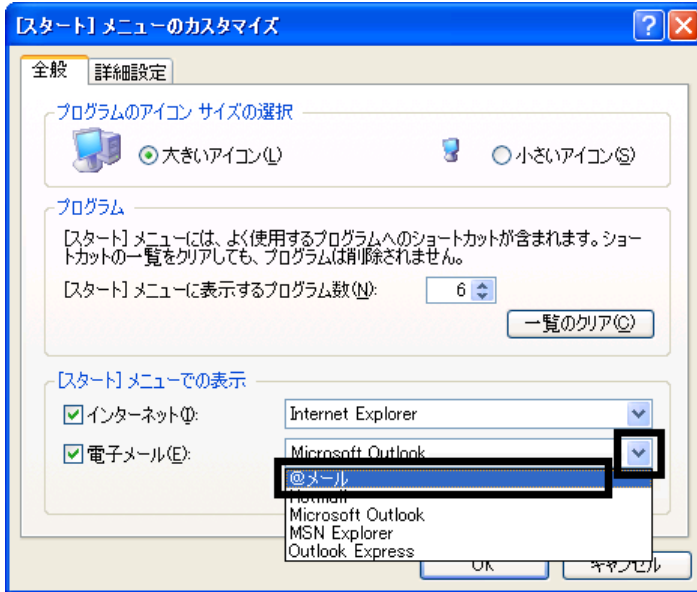 [スタート] メニューのカスタマイズ
全般 詳細設定
プログラムのアイコン サイズの選択
大きいアイコン(L) 小さいアイコン(S)
プログラム
[スタート] メニューには、よく使用するプログラムへのショートカットが含まれます。ショー
トカットの一覧をクリアしても、プログラムは削除されません。
[スタート] メニューに表示するプログラム数(N): 6
一覧のクリア(C)
[スタート] メニューでの表示
インターネット(I): Internet Explorer
電子メール(E): Microsoft Outlook
@メール
Hotmail
Microsoft Outlook
MSN Explorer
Outlook Express
OK キャンセル